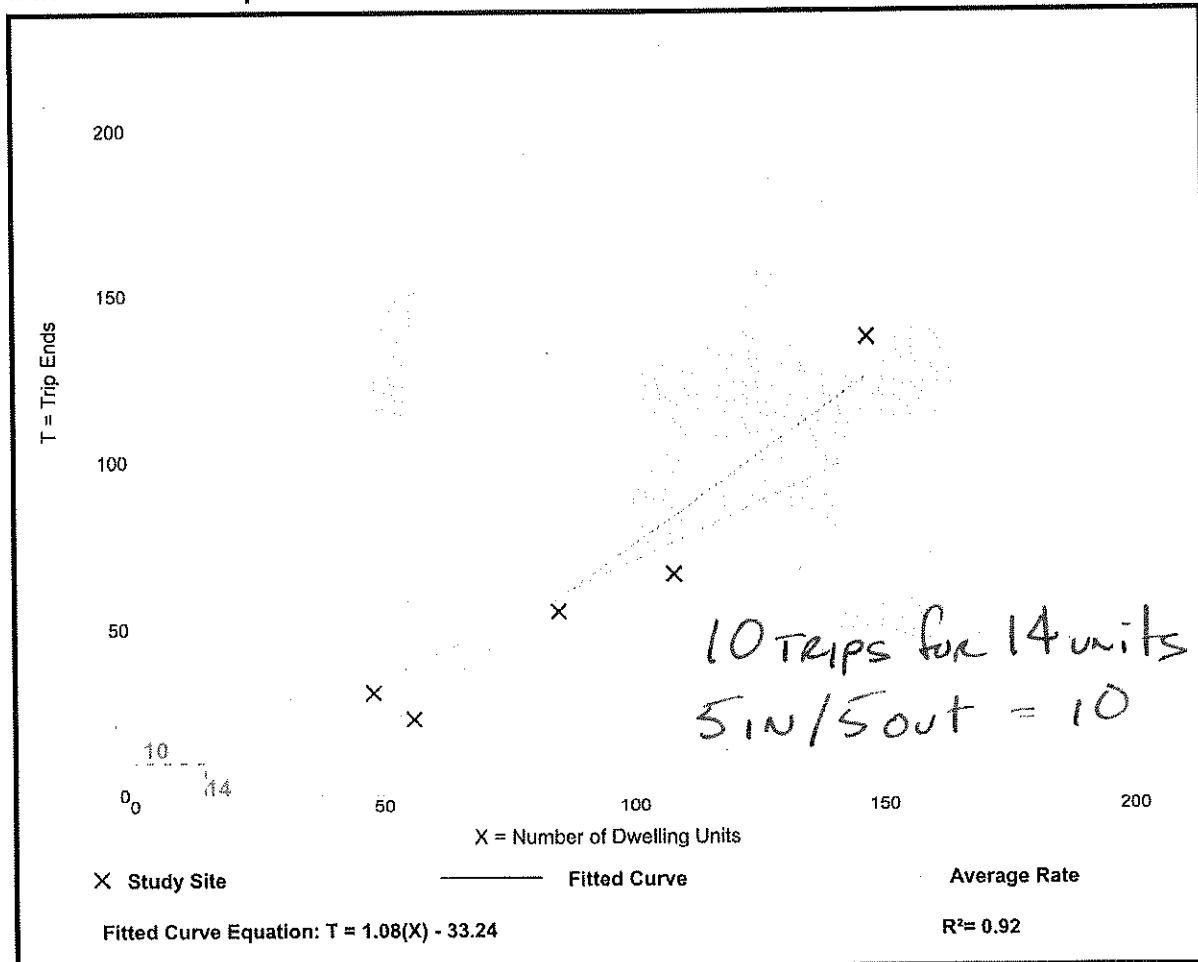 200
150
T = Trip Ends
100
50
10 TRIPS for 14 units
5 IN/5 out = 10
10
14
0
0
50
100
150
200
X = Number of Dwelling Units
X Study Site
Fitted Curve
Average Rate
Fitted Curve Equation: T = 1.08(X) - 33.24
R²= 0.92